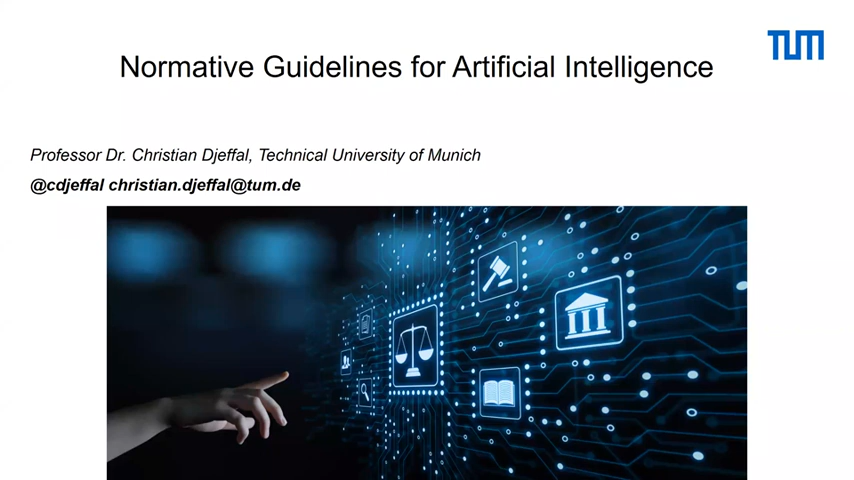 TUM
Normative Guidelines for Artificial Intelligence
Professor Dr. Christian Djeffal, Technical University of Munich
@cdjeffal christian.djeffal@tum.de